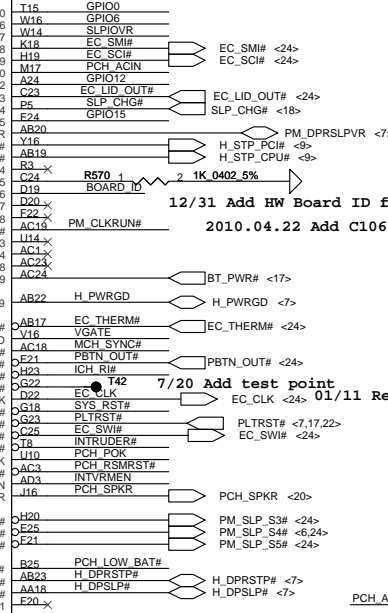 T15 GPIO0
W16 GPIO6
W14 SLPIOVR
K18 EC_SMI# EC_SMI# <24>
H19 EC_SCI# EC_SCI# <24>
M17 PCH_ACIN
A24 GPIO12
C23 EC_LID_OUT# EC_LID_OUT# <24>
P5 SLP_CHG# SLP_CHG# <18>
F24 GPIO15
AB20 PM_DPRSLPVR <7>
Y16 H_STP_PCI# <9>
AB19 H_STP_CPU# <9>
R3
C24 R570 1 2 1K_0402_5%
D19 BOARD_ID
D20 12/31 Add HW Board ID f
F22
AC19 PM_CLKRUN# 2010.04.22 Add C106
U14
AC1
AC23
AC24 BT_PWR# <17>
AB22 H_PWRGD H_PWRGD <7>
AB17 EC_THERM# EC_THERM# <24>
V16 VGATE
AC18 MCH_SYNC#
E21 PBTN_OUT# PBTN_OUT# <24>
H23 ICH_RI#
G22 T42 7/20 Add test point
D22 EC_CLK EC_CLK <24> 01/11 Re
G18 SYS_RST#
G23 PLTRST# PLTRST# <7,17,22>
C25 EC_SWI# EC_SWI# <24>
T8 INTRUDER#
U10 PCH_POK
AC3 PCH_RSMRST#
AD3 INTVRMEN
J16 PCH_SPKR PCH_SPKR <20>
H20 PM_SLP_S3# <24>
E25 PM_SLP_S4# <6,24>
F21 PM_SLP_S5# <24>
B25 PCH_LOW_BAT#
AB23 H_DPRSTP# H_DPRSTP# <7>
AA18 H_DPSLP# H_DPSLP# <7>
F20 PCH_A